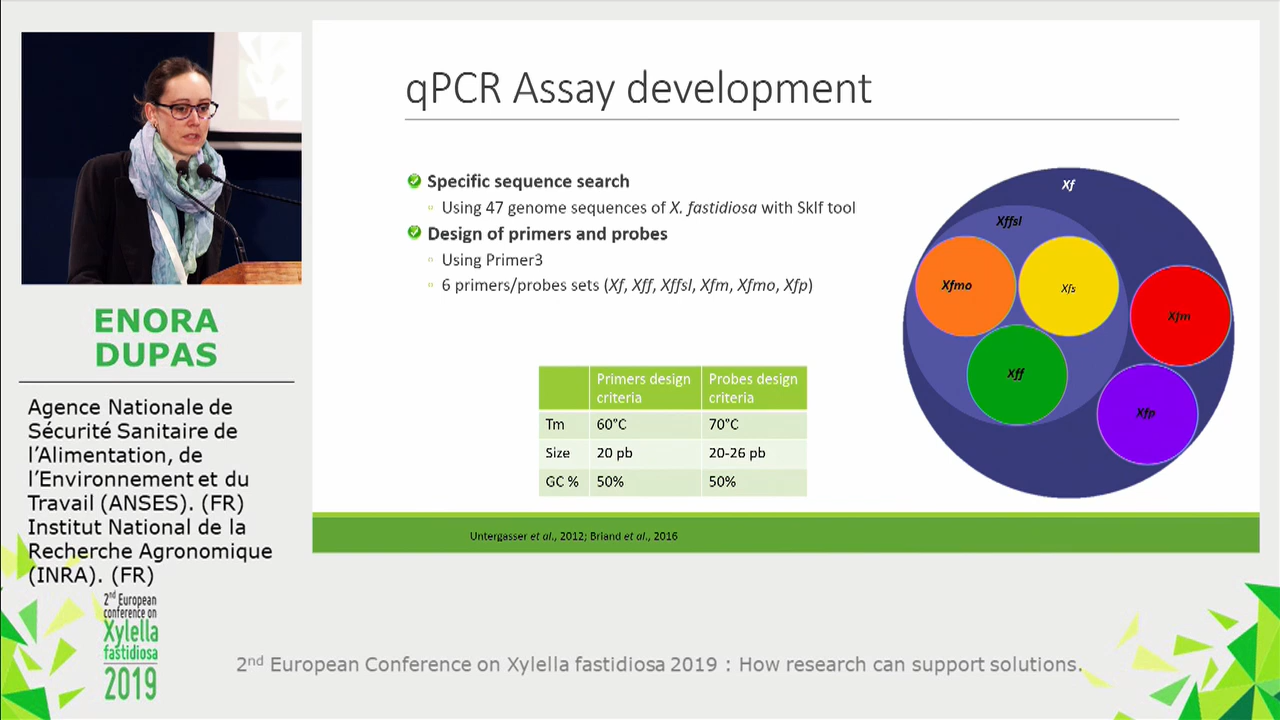 qPCR Assay development
Specific sequence search
Using 47 genome sequences of X. fastidiosa with SkIf tool
Design of primers and probes
Using Primer3
6 primers/probes sets (Xf, Xff, Xffsl, Xfm, Xfmo, Xfp)
Primers design criteria
Probes design criteria
Tm 60°C 70°C
Size 20 pb 20-26 pb
GC % 50% 50%
Xf
Xffsl
Xfmo
Xfs
Xfm
Xff
Xfp
Untergasser et al., 2012; Briand et al., 2016
ENORA
DUPAS
Agence Nationale de
Sécurité Sanitaire de
l’Alimentation, de
l’Environnement et du
Travail (ANSES). (FR)
Institut National de la
Recherche Agronomique
(INRA). (FR)
2nd European
conference on
Xylella
fastidiosa
2019
2nd European Conference on Xylella fastidiosa 2019 : How research can support solutions.